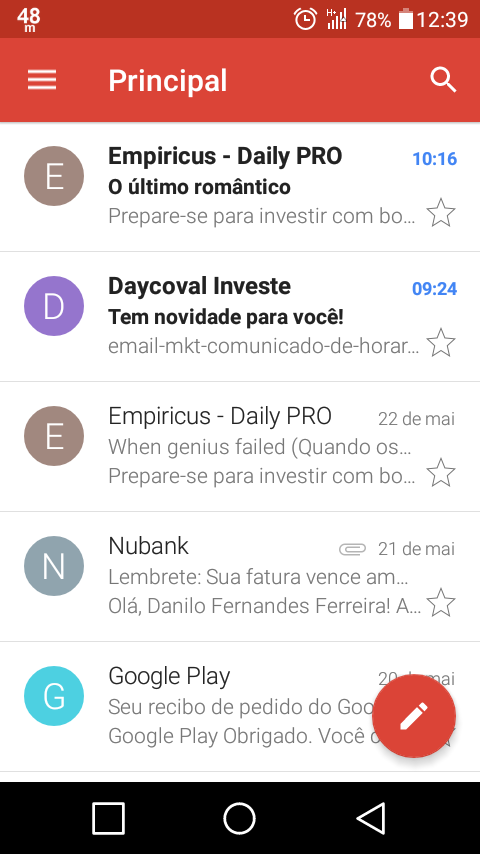 48
m
H+
78%
12:39
Principal
E
Empiricus - Daily PRO
10:16
O último romântico
Prepare-se para investir com bo...
D
Daycoval Investe
09:24
Tem novidade para você!
email-mkt-comunicado-de-horar...
E
Empiricus - Daily PRO
22 de mai
When genius failed (Quando os...
Prepare-se para investir com bo...
N
Nubank
21 de mai
Lembrete: Sua fatura vence am...
Olá, Danilo Fernandes Ferreira! A...
G
Google Play
20 de mai
Seu recibo de pedido do Goo
Google Play Obrigado. Você